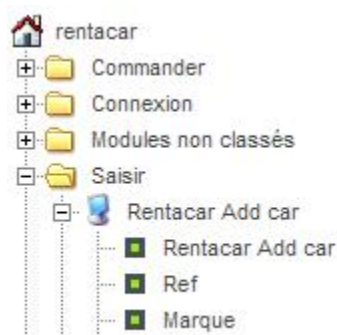 rentacar
Commander
Connexion
Modules non classés
Saisir
Rentacar Add car
Rentacar Add car
Ref
Marque